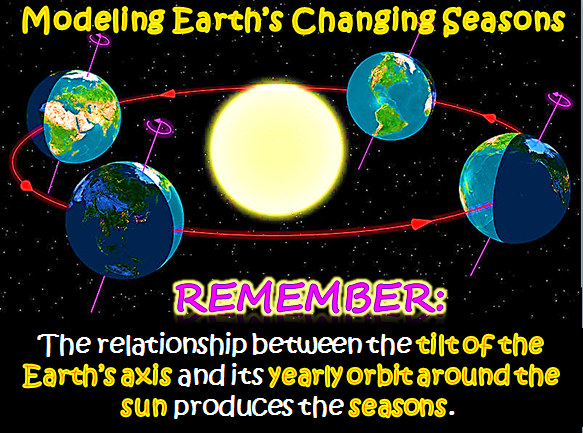 Modeling Earth's Changing Seasons
REMEMBER:
The relationship between the tilt of the
Earth's axis and its yearly orbit around the
sun produces the seasons.